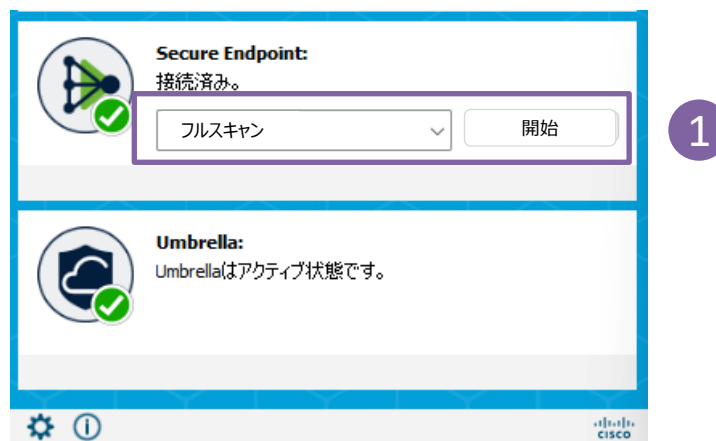 Secure Endpoint:
接続済み。
フルスキャン
開始
1
Umbrella:
Umbrellaはアクティブ状態です。
CISCO